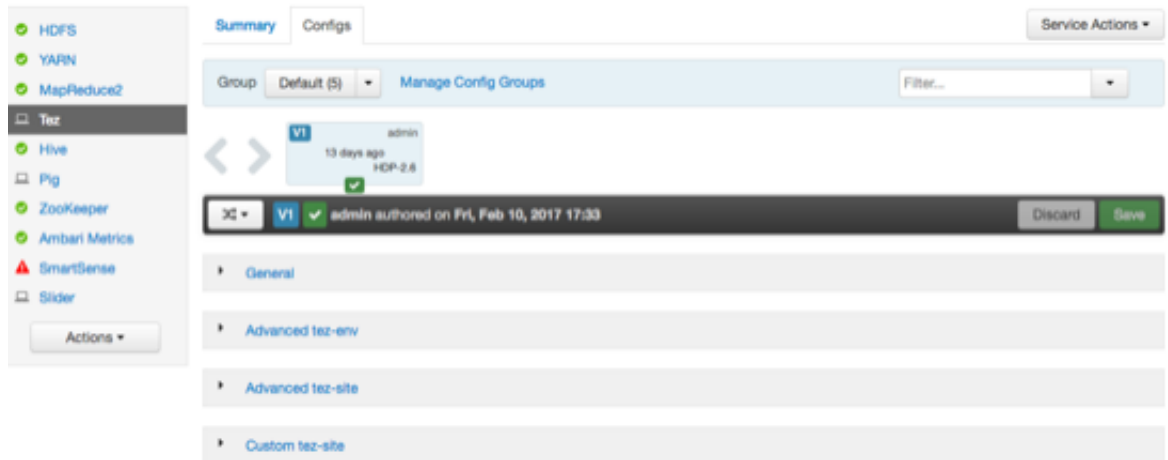 HDFS
YARN
MapReduce2
Tez
Hive
Pig
ZooKeeper
Ambari Metrics
SmartSense
Slider
Actions
Summary Configs Service Actions
Group Default (5) Manage Config Groups Filter...
V1 admin
13 days ago
HDP-2.6
V1 admin authored on Fri, Feb 10, 2017 17:33 Discard Save
General
Advanced tez-env
Advanced tez-site
Custom tez-site